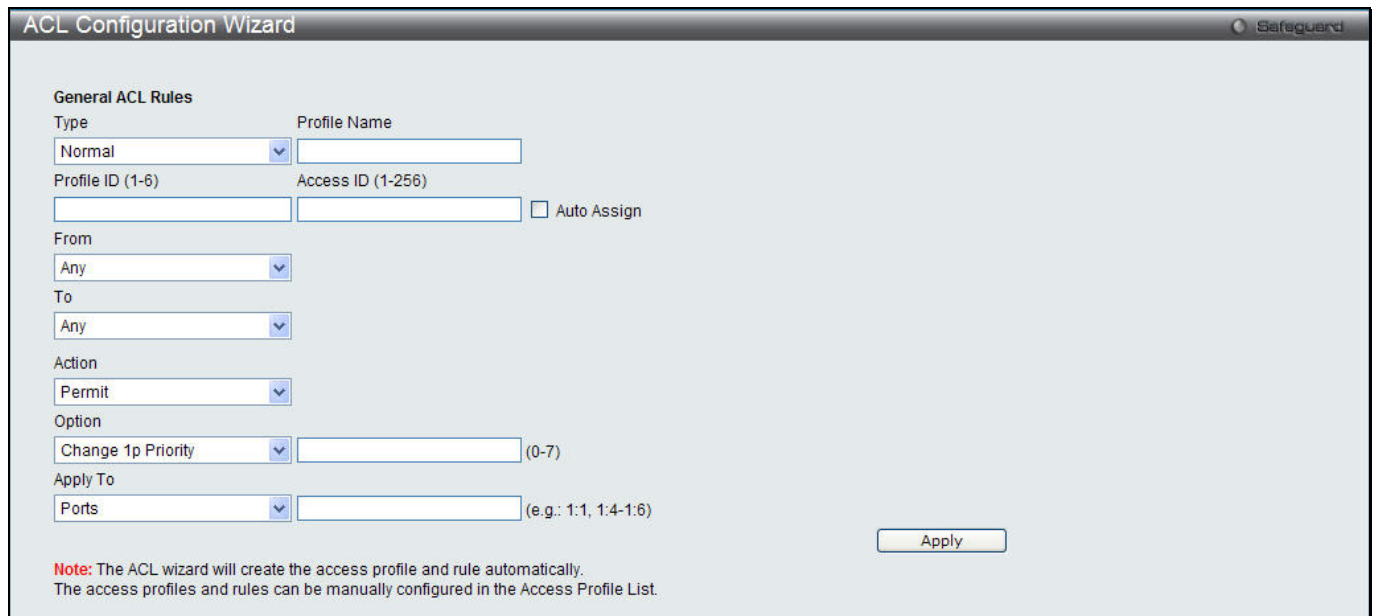 ACL Configuration Wizard
Safeguard
General ACL Rules
Type Profile Name
Normal
Profile ID (1-6) Access ID (1-256)
Auto Assign
From
Any
To
Any
Action
Permit
Option
Change 1p Priority (0-7)
Apply To
Ports (e.g.: 1:1, 1:4-1:6)
Apply
Note: The ACL wizard will create the access profile and rule automatically.
The access profiles and rules can be manually configured in the Access Profile List.